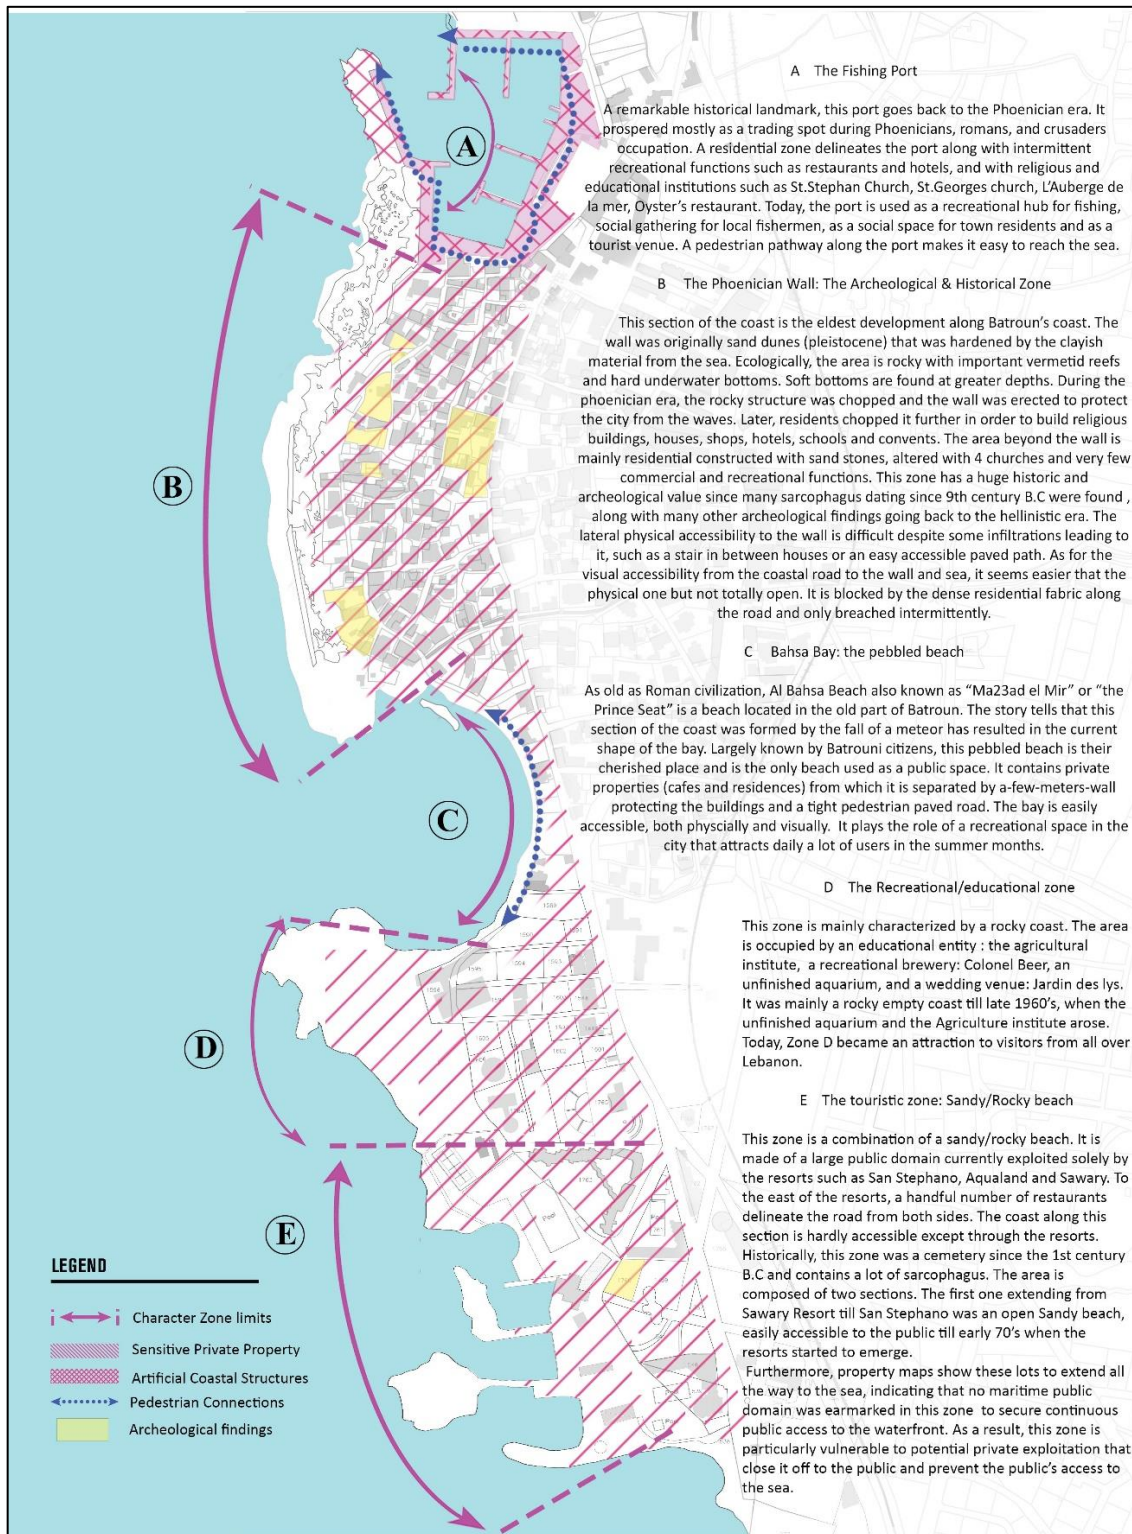 A The Fishing Port
A remarkable historical landmark, this port goes back to the Phoenician era. It
prospered mostly as a trading spot during Phoenicians, romans, and crusaders
occupation. A residential zone delineates the port along with intermittent
recreational functions such as restaurants and hotels, and with religious and
educational institutions such as St.Stephan Church, St.Georges church, L'Auberge de
la mer, Oyster's restaurant. Today, the port is used as a recreational hub for fishing,
social gathering for local fishermen, as a social space for town residents and as a
tourist venue. A pedestrian pathway along the port makes it easy to reach the sea.
B The Phoenician Wall: The Archeological & Historical Zone
This section of the coast is the eldest development along Batroun's coast. The
wall was originally sand dunes (pleistocene) that was hardened by the clayish
material from the sea. Ecologically, the area is rocky with important vermetid reefs
and hard underwater bottoms. Soft bottoms are found at greater depths. During the
phoenician era, the rocky structure was chopped and the wall was erected to protect
the city from the waves. Later, residents chopped it further in order to build religious
buildings, houses, shops, hotels, schools and convents. The area beyond the wall is
mainly residential constructed with sand stones, altered with 4 churches and very few
commercial and recreational functions. This zone has a huge historic and
archeological value since many sarcophagus dating since 9th century B.C were found ,
along with many other archeological findings going back to the hellinistic era. The
lateral physical accessibility to the wall is difficult despite some infiltrations leading to
it, such as a stair in between houses or an easy accessible paved path. As for the
visual accessibility from the coastal road to the wall and sea, it seems easier that the
physical one but not totally open. It is blocked by the dense residential fabric along
the road and only breached intermittently.
C Bahsa Bay: the pebbled beach
As old as Roman civilization, Al Bahsa Beach also known as "Ma23ad el Mir" or "the
Prince Seat" is a beach located in the old part of Batroun. The story tells that this
section of the coast was formed by the fall of a meteor has resulted in the current
shape of the bay. Largely known by Batrouni citizens, this pebbled beach is their
cherished place and is the only beach used as a public space. It contains private
properties (cafes and residences) from which it is separated by a-few-meters-wall
protecting the buildings and a tight pedestrian paved road. The bay is easily
accessible, both physcially and visually. It plays the role of a recreational space in the
city that attracts daily a lot of users in the summer months.
D The Recreational/educational zone
This zone is mainly characterized by a rocky coast. The area
is occupied by an educational entity : the agricultural
institute, a recreational brewery: Colonel Beer, an
unfinished aquarium, and a wedding venue: Jardin des lys.
It was mainly a rocky empty coast till late 1960's, when the
unfinished aquarium and the Agriculture institute arose.
Today, Zone D became an attraction to visitors from all over
Lebanon.
E The touristic zone: Sandy/Rocky beach
This zone is a combination of a sandy/rocky beach. It is
made of a large public domain currently exploited solely by
the resorts such as San Stephano, Aqualand and Sawary. To
the east of the resorts, a handful number of restaurants
delineate the road from both sides. The coast along this
section is hardly accessible except through the resorts.
Historically, this zone was a cemetery since the 1st century
B.C and contains a lot of sarcophagus. The area is
composed of two sections. The first one extending from
Sawary Resort till San Stephano was an open Sandy beach,
easily accessible to the public till early 70's when the
resorts started to emerge.
Furthermore, property maps show these lots to extend all
the way to the sea, indicating that no maritime public
domain was earmarked in this zone to secure continuous
public access to the waterfront. As a result, this zone is
particularly vulnerable to potential private exploitation that
close it off to the public and prevent the public's access to
the sea.
A
B
C
D
E
LEGEND
Character Zone limits
Sensitive Private Property
Artificial Coastal Structures
Pedestrian Connections
Archeological findings